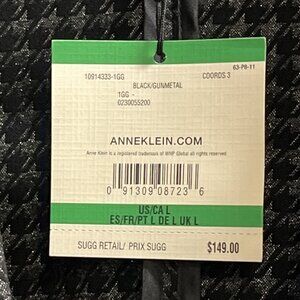 63-P8-11
10914333-1GG COORDS 3
BLACK/GUNMETAL
1GG -
0230055200
ANNEKLEIN.COM
Anne Klein is a registered trademark of WHP Global all rights reserved.
0 91309 08723 6
US/CA L
ES/FR/PT L DE L UK L
SUGG RETAIL/ PRIX SUGG $149.00